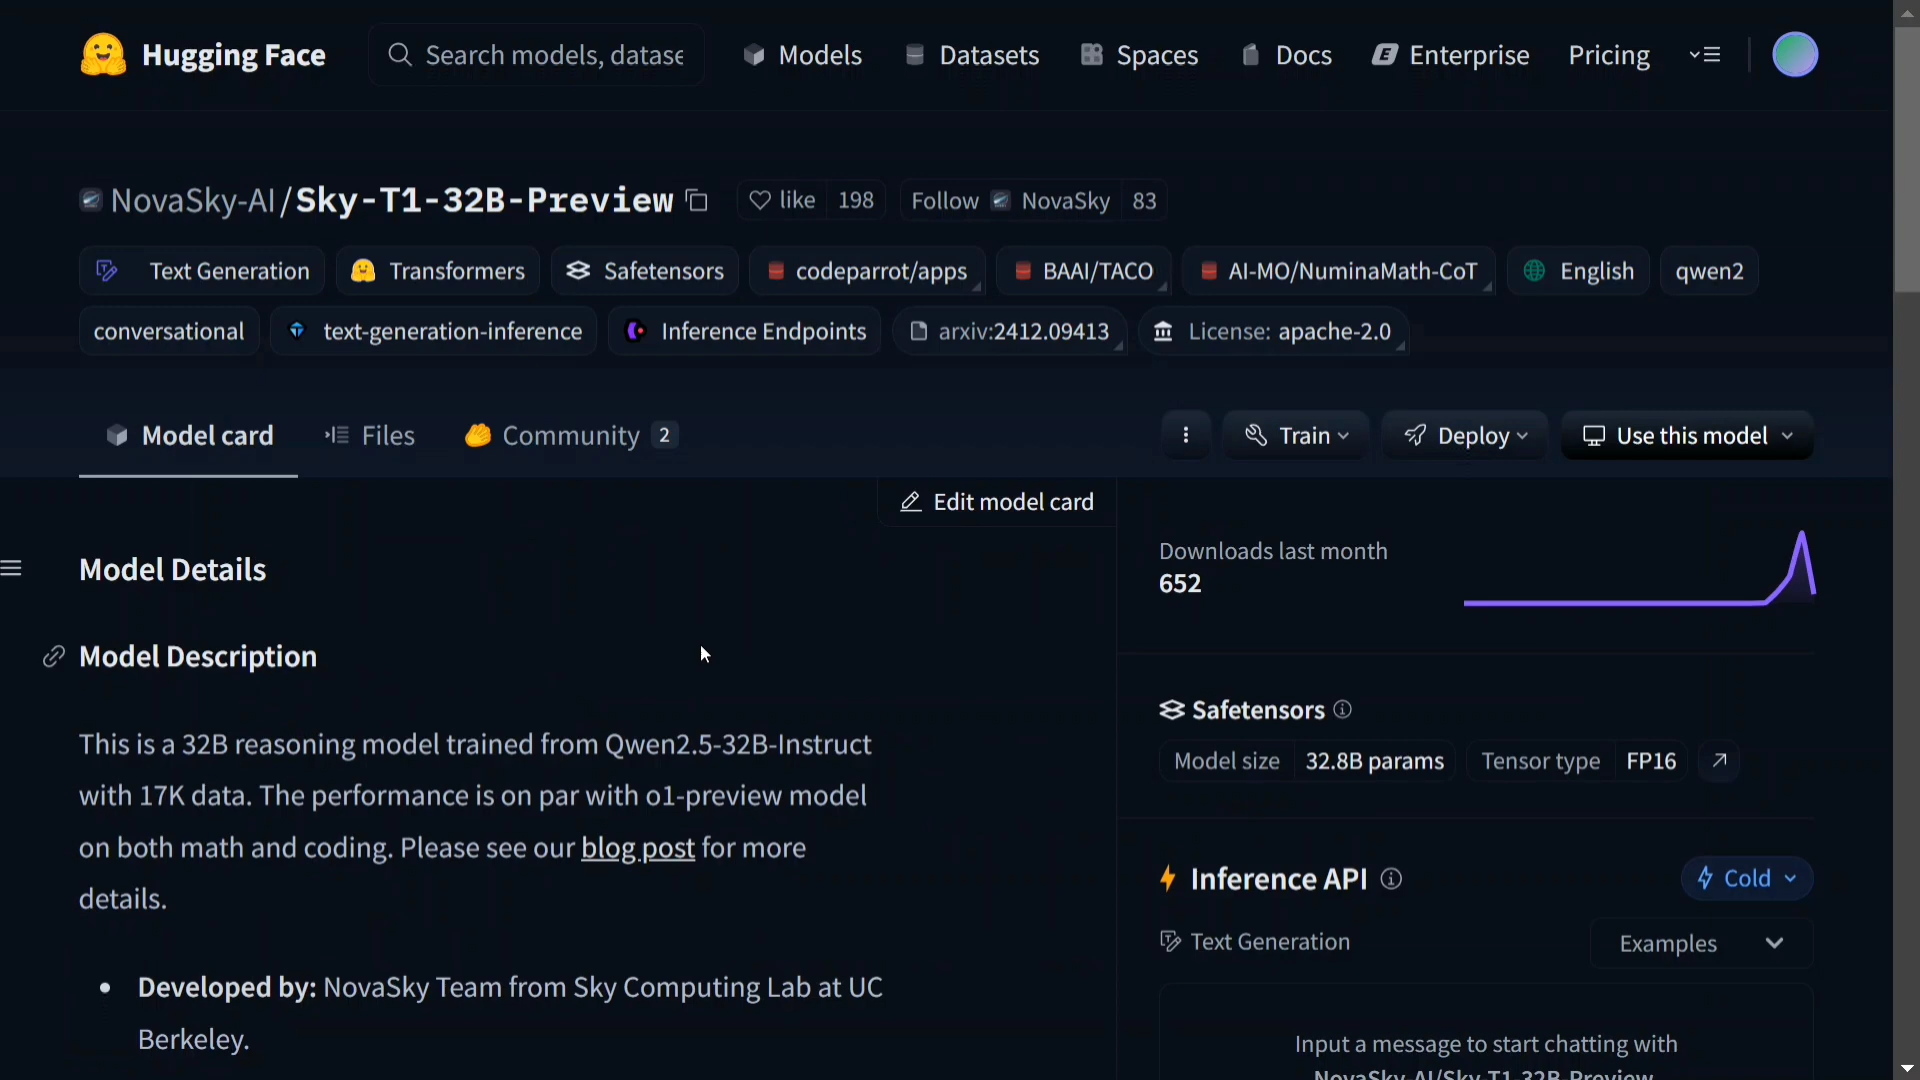 Hugging Face Search models, datase Models Datasets Spaces Docs Enterprise Pricing
NovaSky-AI/Sky-T1-32B-Preview like 198 Follow NovaSky 83
Text Generation Transformers Safetensors codeparrot/apps BAAI/TACO AI-MO/NuminaMath-CoT English qwen2
conversational text-generation-inference Inference Endpoints arxiv:2412.09413 License: apache-2.0
Model card Files Community 2 Train Deploy Use this model
Edit model card
Model Details
Model Description
This is a 32B reasoning model trained from Qwen2.5-32B-Instruct
with 17K data. The performance is on par with o1-preview model
on both math and coding. Please see our blog post for more
details.
Developed by: NovaSky Team from Sky Computing Lab at UC
Berkeley.
Downloads last month
652
Safetensors
Model size 32.8B params Tensor type FP16
Inference API Cold
Text Generation Examples
Input a message to start chatting with
NovaSky-AI/Sky-T1-32B-Preview